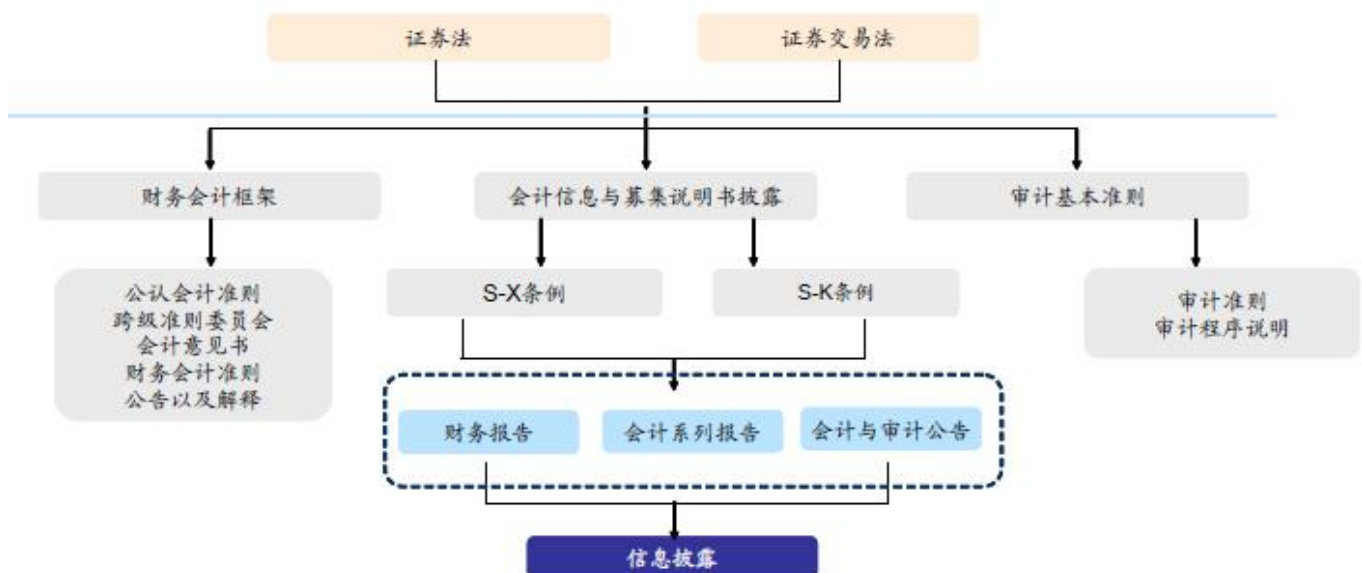 证券法
证券交易法
财务会计框架
会计信息与募集说明书披露
审计基本准则
公认会计准则
跨级准则委员会
会计意见书
财务会计准则
公告以及解释
S-X条例
S-K条例
审计准则
审计程序说明
财务报告
会计系列报告
会计与审计公告
信息披露